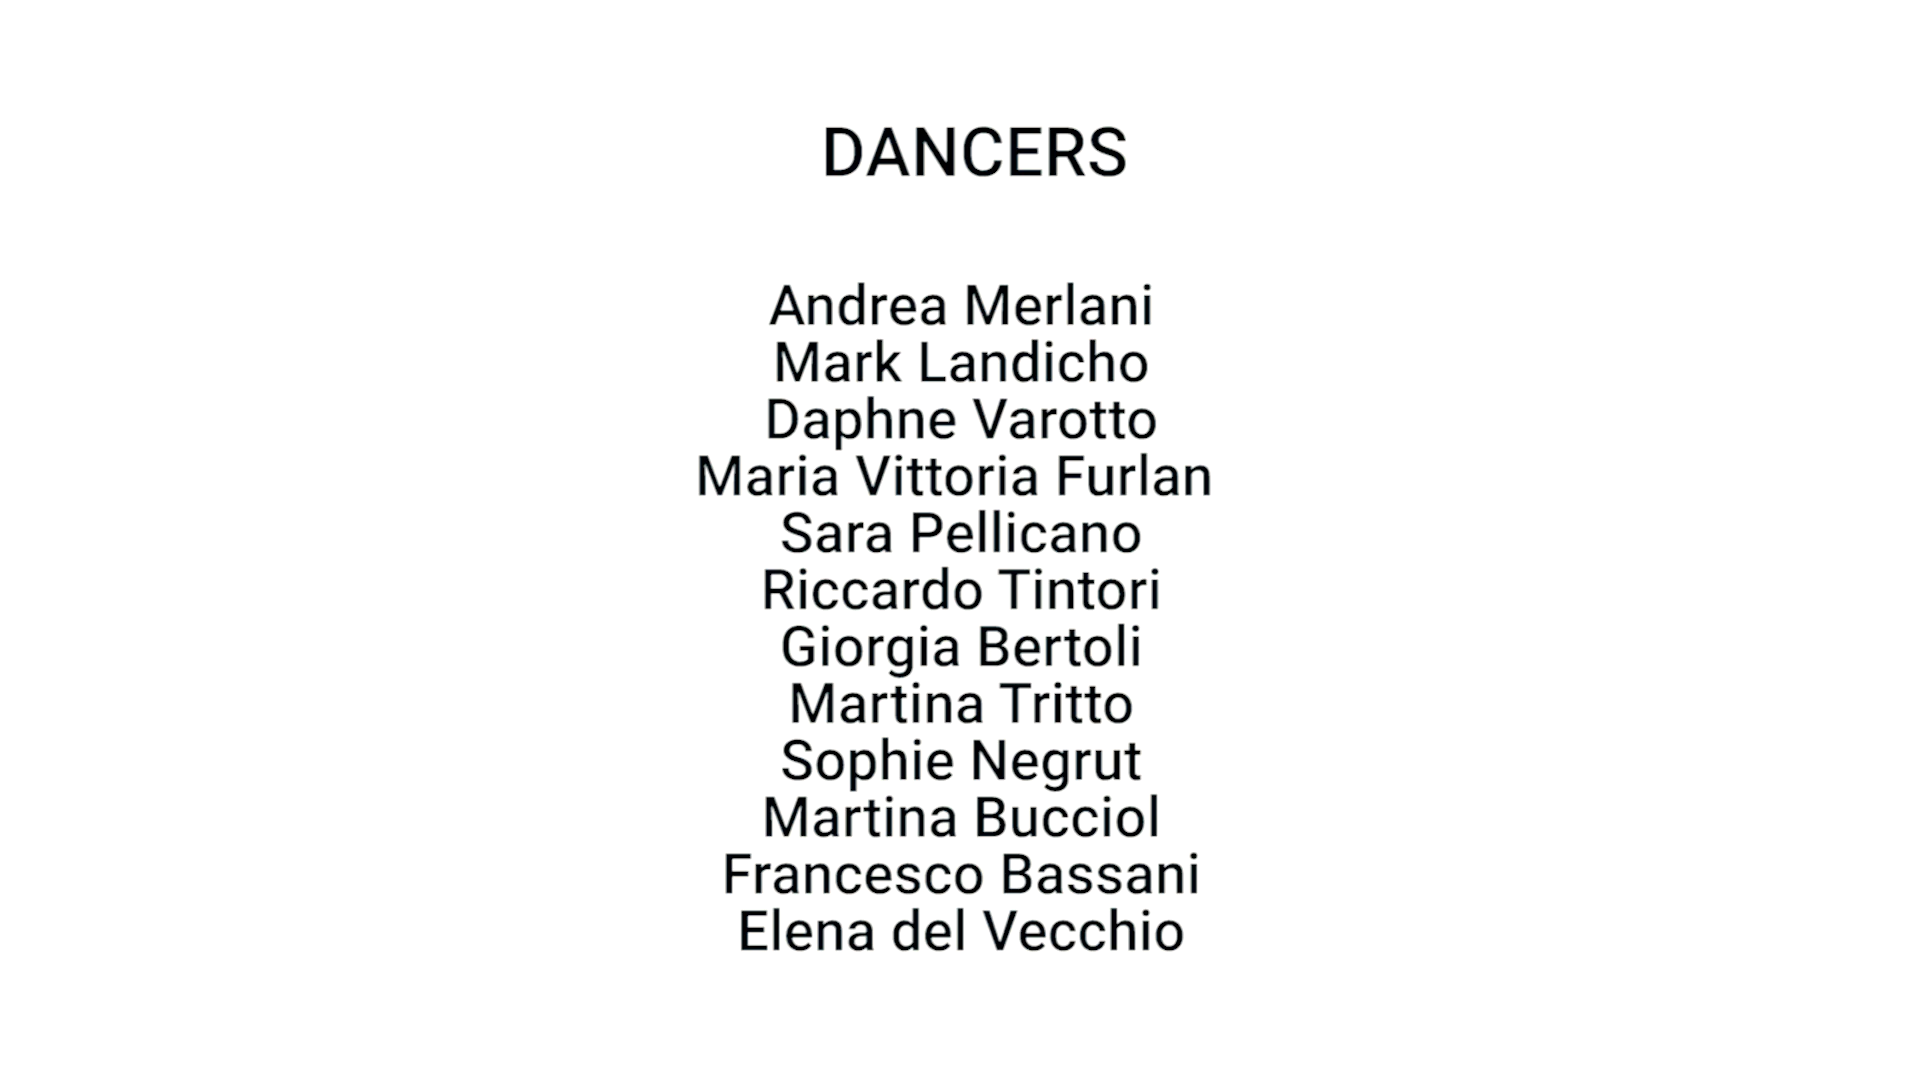 DANCERS
Andrea Merlani
Mark Landicho
Daphne Varotto
Maria Vittoria Furlan
Sara Pellicano
Riccardo Tintori
Giorgia Bertoli
Martina Tritto
Sophie Negrut
Martina Bucciol
Francesco Bassani
Elena del Vecchio